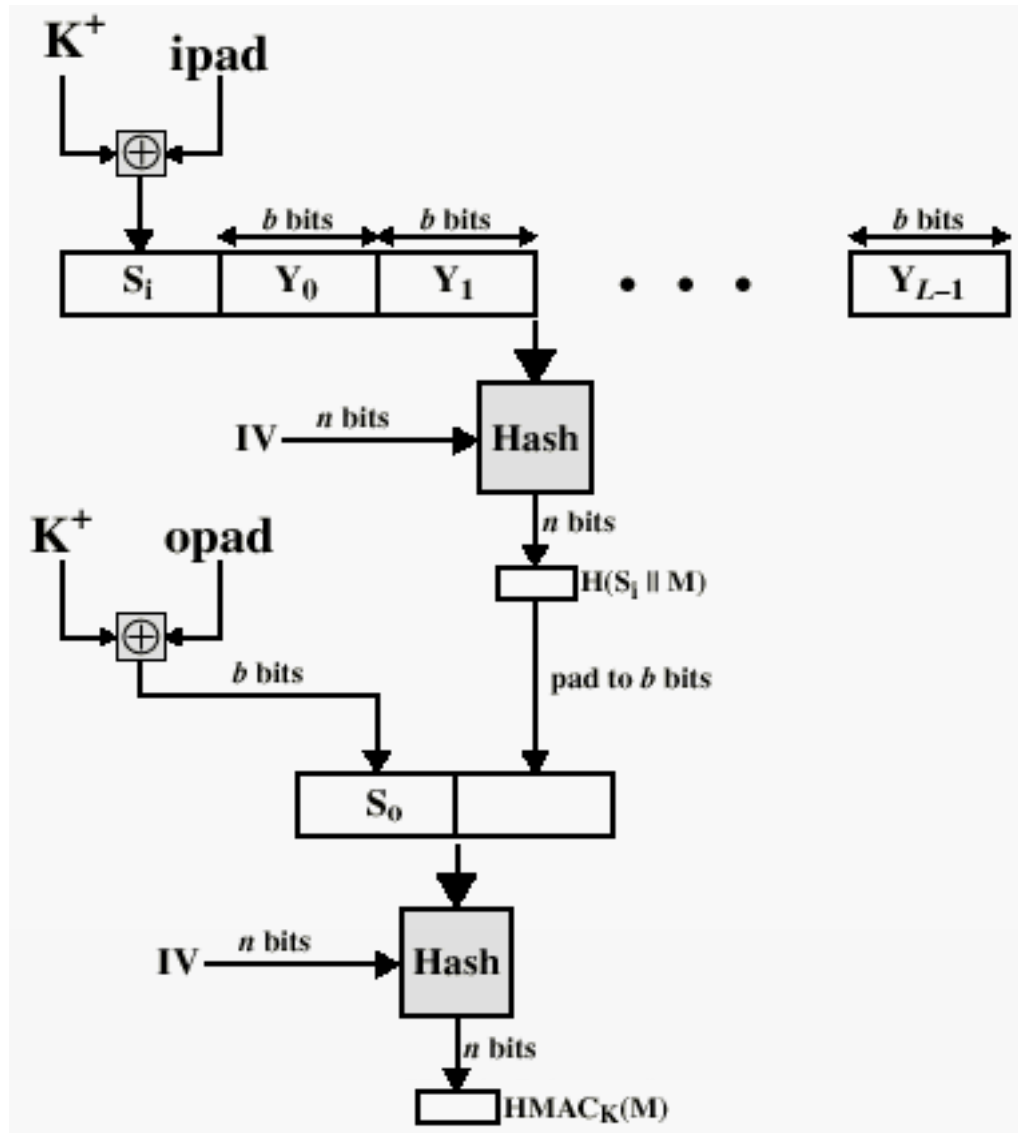 K+
ipad
⊕
b bits
b bits
b bits
Si
Y0
Y1
• • •
YL–1
IV
n bits
Hash
n bits
H(Si || M)
K+
opad
⊕
b bits
pad to b bits
So
IV
n bits
Hash
n bits
HMACK(M)